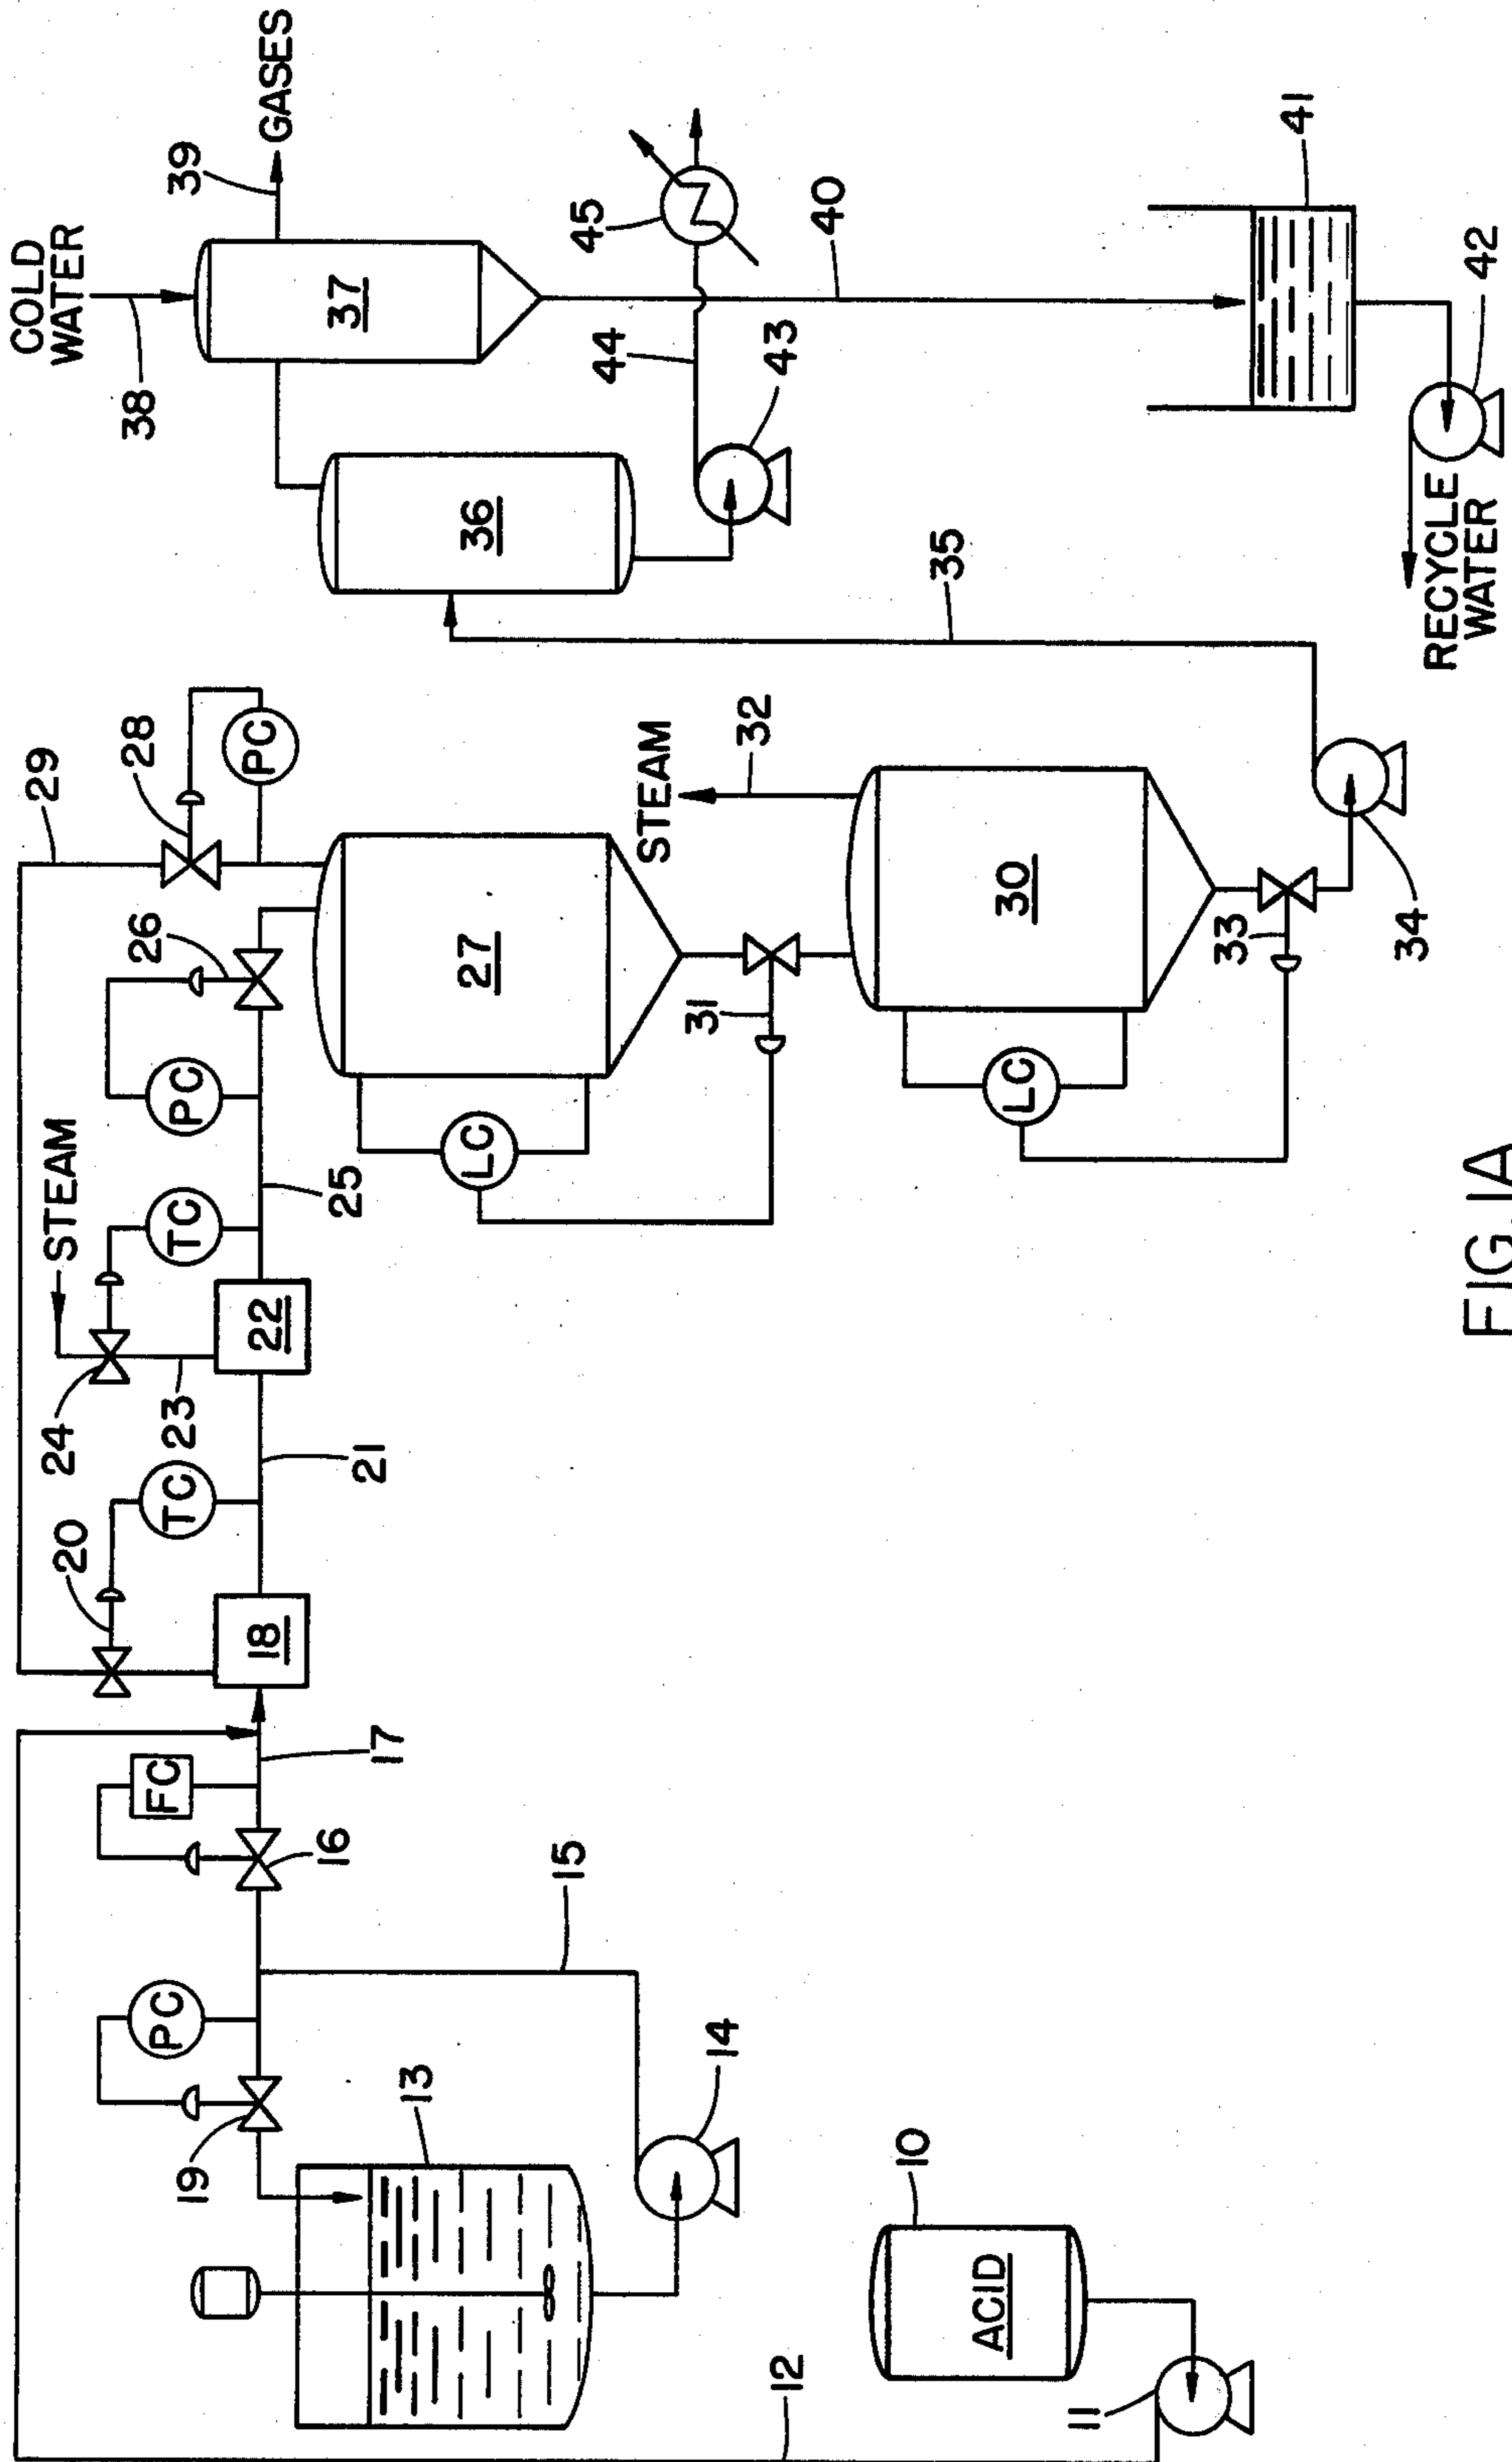 COLD
WATER
38
39
GASES
37
36
45
44
43
40
41
42
RECYCLE
WATER
35
29
28
PC
26
PC
STEAM
TC
25
24
23
22
21
TC
20
18
27
LC
31
STEAM
32
30
LC
33
34
17
FC
16
15
PC
19
13
14
10
ACID
11
12
FIG. 1A